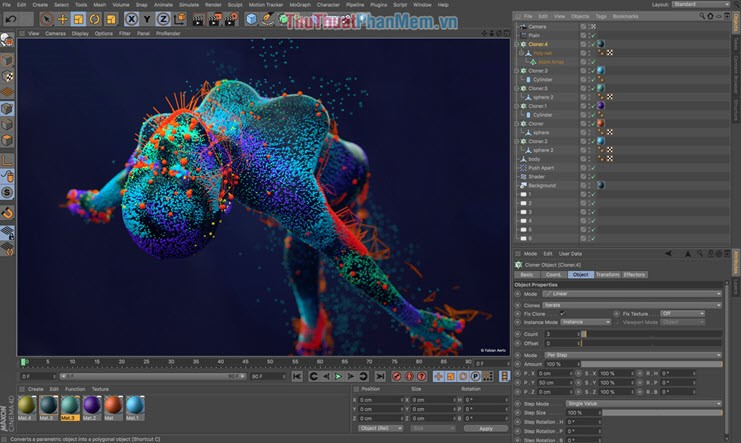 File Edit Create Select Tools Mesh Volume Snap Animate Simulate Render Sculpt Motion Tracker MoGraph Character Pipeline Plugins Script Window Help
Layout: Standard
ThuThuatPhanMem.vn
View Cameras Display Options Filter Panel ProRender
File Edit View Objects Tags Bookmarks
Camera
Plain
Cloner.4
Poly-net
Atom Array
Cloner.3
Cylinder
Cloner.5
sphere 2
Cloner.1
Cylinder
Cloner
sphere
Cloner.2
sphere 2
body
Push Apart
Shader
Background
1
2
3
4
5
6
© Fabian Aerts
Mode Edit User Data
Cloner Object [Cloner.4]
Basic Coord. Object Transform Effectors
Object Properties
Mode Linear
Clones Iterate
Fix Clone Fix Texture Off
Instance Mode Instance Viewport Mode Object
Count 3
Offset 0
Mode Per Step
Amount 100 %
P . X 0 cm S . X 100 % R . H 0 °
P . Y 50 cm S . Y 100 % R . P 0 °
P . Z 0 cm S . Z 100 % R . B 0 °
Step Mode Single Value
Step Size 100 %
Step Rotation . H 0 °
Step Rotation . P 0 °
Step Rotation . B 0 °
0 5 10 15 20 25 30 35 40 45 50 55 60 65 70 75 80 85 90
0 F
0 F 0 F 90 F 90 F
Create Edit Function Texture
Mat.4 Mat.3 Mat.3 Mat.2 Mat Mat.1
Position Size Rotation
X 0 cm X 0 cm H 0 °
Y 0 cm Y 0 cm P 0 °
Z 0 cm Z 0 cm B 0 °
Object (Rel) Size Apply
MAXON CINEMA 4D
Converts a parametric object into a polygonal object [Shortcut C]